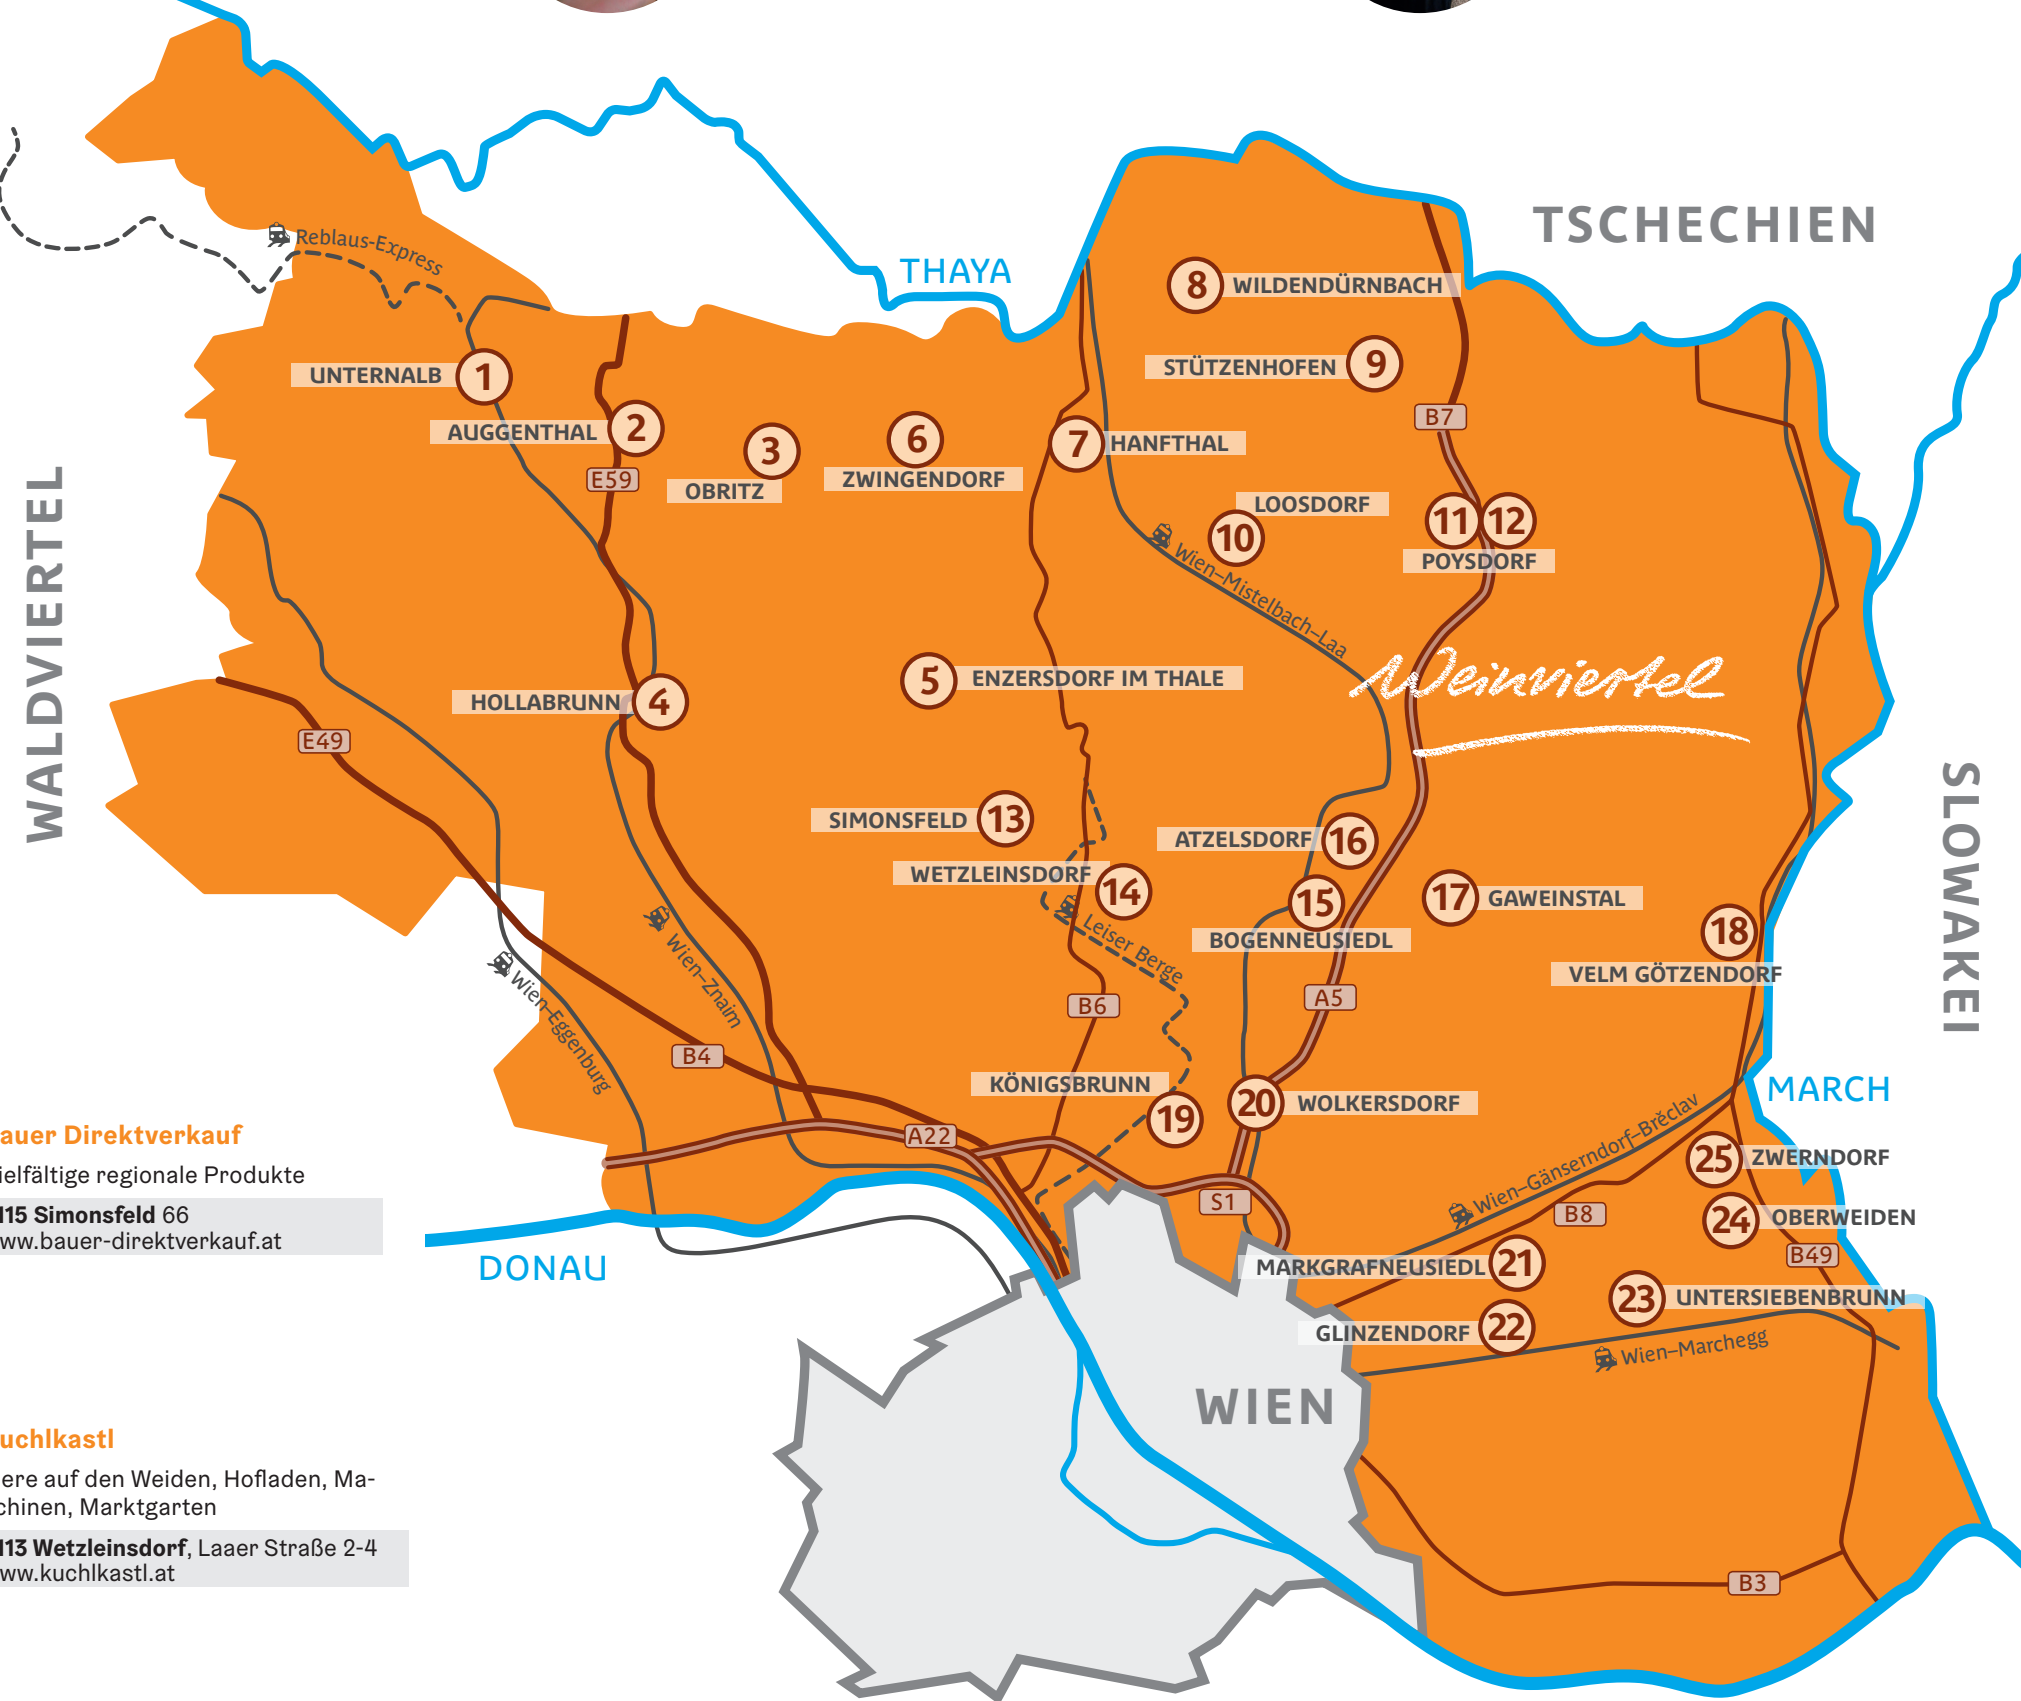 TSCHECHIEN
THAYA
Reblaus-Express
8 WILDENDÜRNBACH
STÜTZENHOFEN 9
UNTERNALB 1
B7
AUGGENTHAL 2
3
OBRITZ
6
ZWINGENDORF
7 HANFTHAL
E59
WALDVIERTEL
LOOSDORF
10
11 12
POYSDORF
Wien–Mistelbach–Laa
Weinviertel
5 ENZERSDORF IM THALE
HOLLABRUNN 4
E49
SLOWAKEI
SIMONSFELD 13
ATZELSDORF 16
WETZLEINSDORF 14
15
BOGENNEUSIEDL
17 GAWEINSTAL
18
VELM GÖTZENDORF
Leiser Berge
Wien–Znaim
Wien–Eggenburg
B6
A5
B4
KÖNIGSBRUNN
19
20 WOLKERSDORF
MARCH
A22
Wien–Gänserndorf–Břeclav
25 ZWERNDORF
S1
B8
24 OBERWEIDEN
B49
MARKGRAFNEUSIEDL 21
23 UNTERSIEBENBRUNN
GLINZENDORF 22
Wien–Marchegg
DONAU
WIEN
B3
auer Direktverkauf
ielfältige regionale Produkte
115 Simonsfeld 66
ww.bauer-direktverkauf.at
uchlkastl
ere auf den Weiden, Hofladen, Ma-
chinen, Marktgarten
113 Wetzleinsdorf, Laaer Straße 2-4
ww.kuchlkastl.at